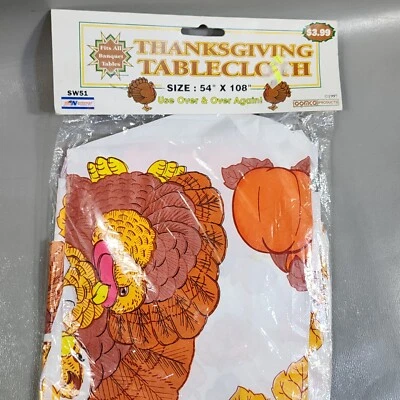 Fits All
Banquet
Tables
THANKSGIVING
TABLECLOTH
$3.99
SW51
SIZE : 54" X 108"
Use Over & Over Again!